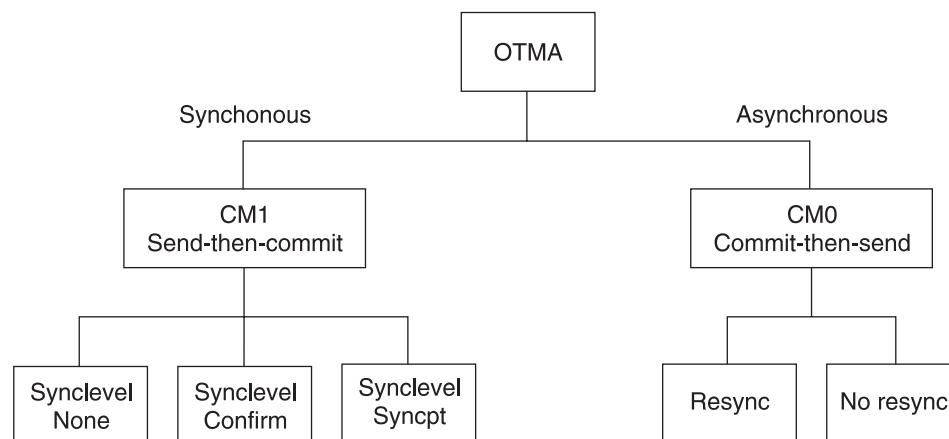 OTMA
Synchonous
Asynchronous
CM1
Send-then-commit
CM0
Commit-then-send
Synclevel
None
Synclevel
Confirm
Synclevel
Syncpt
Resync
No resync